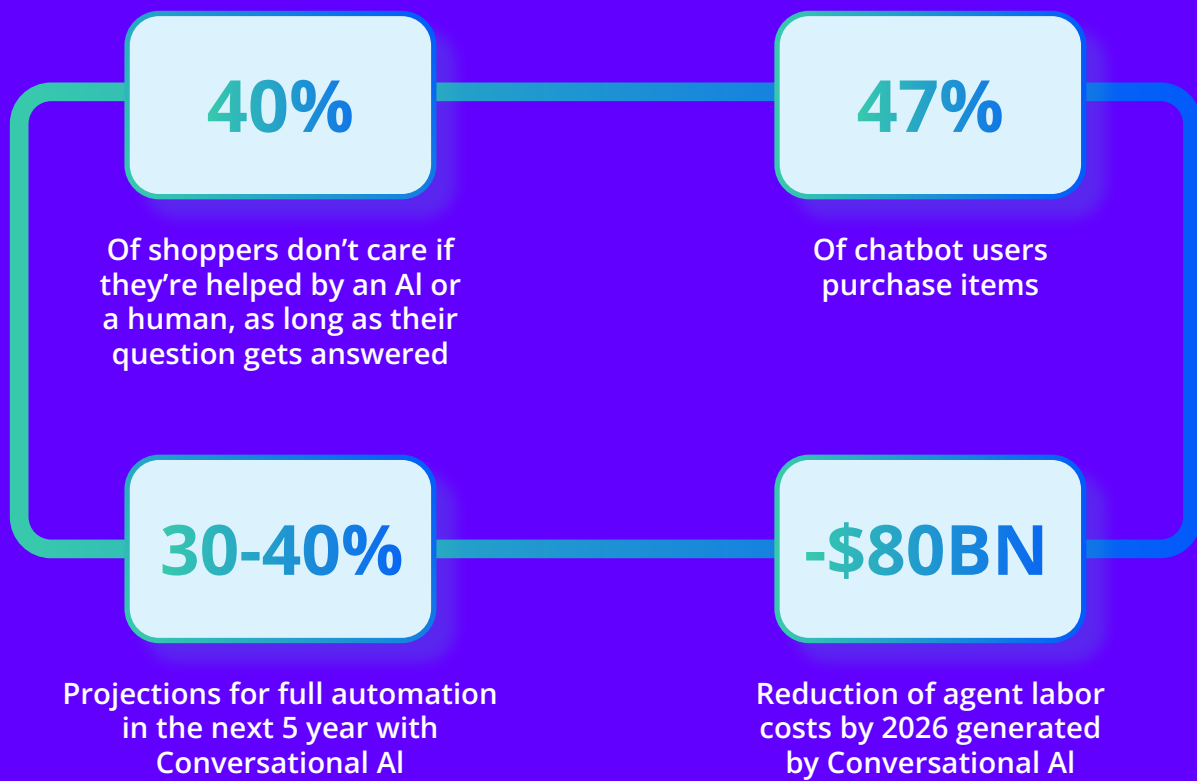 40%
Of shoppers don’t care if
they’re helped by an AI or
a human, as long as their
question gets answered
47%
Of chatbot users
purchase items
30-40%
Projections for full automation
in the next 5 year with
Conversational AI
-$80BN
Reduction of agent labor
costs by 2026 generated
by Conversational AI